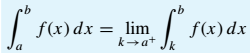 ∫_a^b f(x) dx = lim_{k→a⁺} ∫_k^b f(x) dx